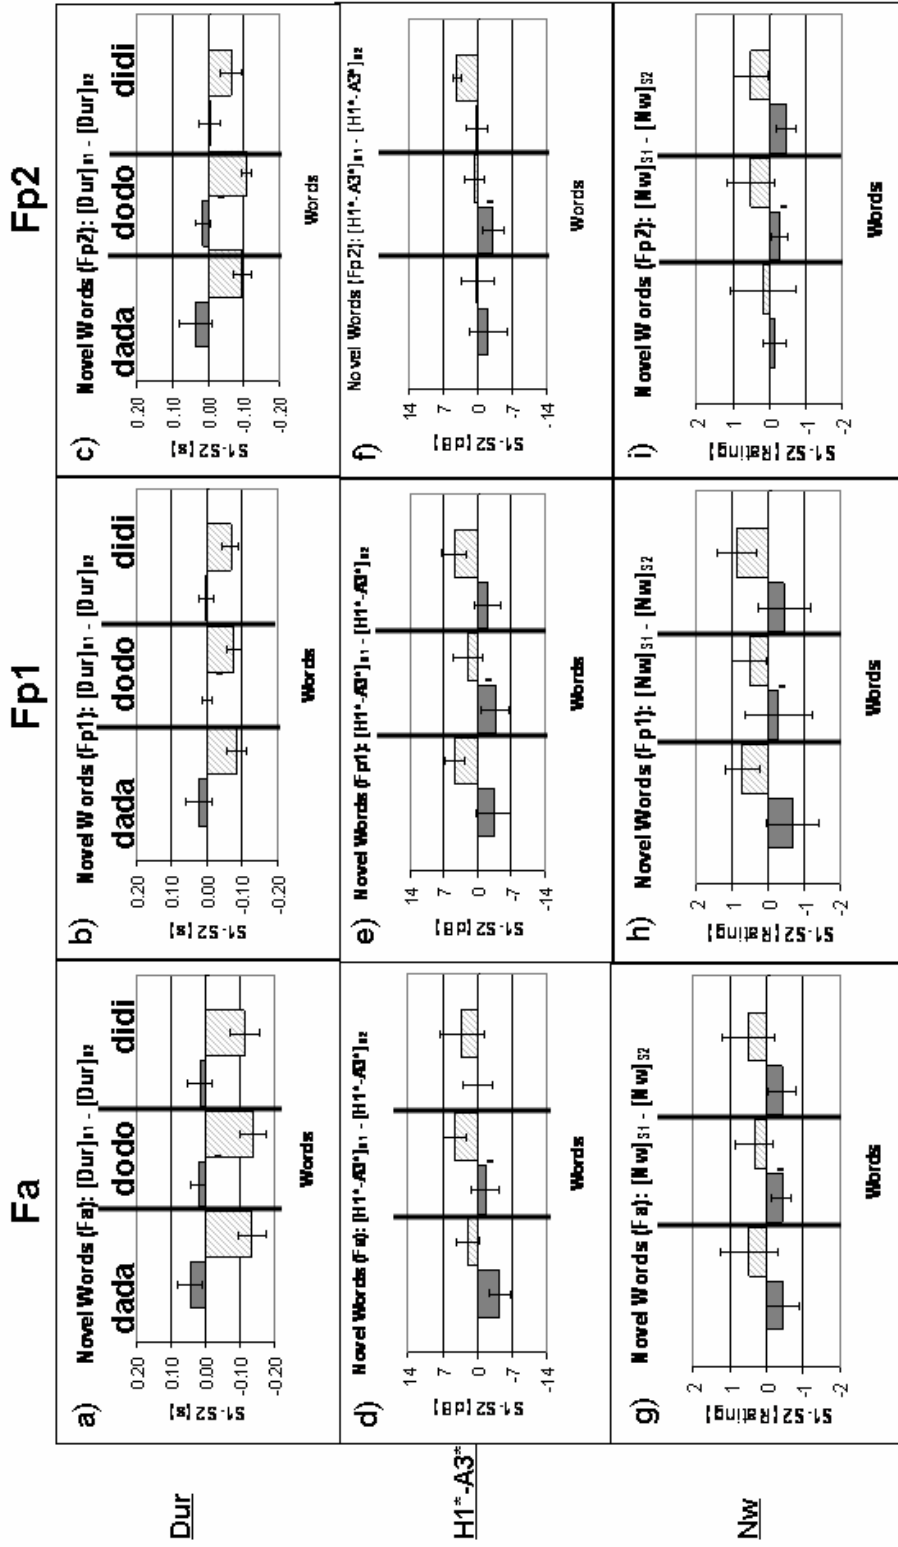 Fa Fp1 Fp2
Dur
a) Novel Words (Fa): [Dur]S1 - [Dur]S2
dada dodo didi
S1-S2 (s)
0.20
0.10
0.00
-0.10
-0.20
Words
b) Novel Words (Fp1): [Dur]S1 - [Dur]S2
dada dodo didi
S1-S2 (s)
0.20
0.10
0.00
-0.10
-0.20
Words
c) Novel Words (Fp2): [Dur]S1 - [Dur]S2
dada dodo didi
S1-S2 (s)
0.20
0.10
0.00
-0.10
-0.20
Words
H1*-A3*
d) Novel Words (Fa): [H1*-A3*]S1 - [H1*-A3*]S2
S1-S2 (dB)
14
7
0
-7
-14
Words
e) Novel Words (Fp1): [H1*-A3*]S1 - [H1*-A3*]S2
S1-S2 (dB)
14
7
0
-7
-14
Words
f) Novel Words (Fp2): [H1*-A3*]S1 - [H1*-A3*]S2
S1-S2 (dB)
14
7
0
-7
-14
Words
Nw
g) Novel Words (Fa): [Nw]S1 - [Nw]S2
S1-S2 (Rating)
2
1
0
-1
-2
Words
h) Novel Words (Fp1): [Nw]S1 - [Nw]S2
S1-S2 (Rating)
2
1
0
-1
-2
Words
i) Novel Words (Fp2): [Nw]S1 - [Nw]S2
S1-S2 (Rating)
2
1
0
-1
-2
Words